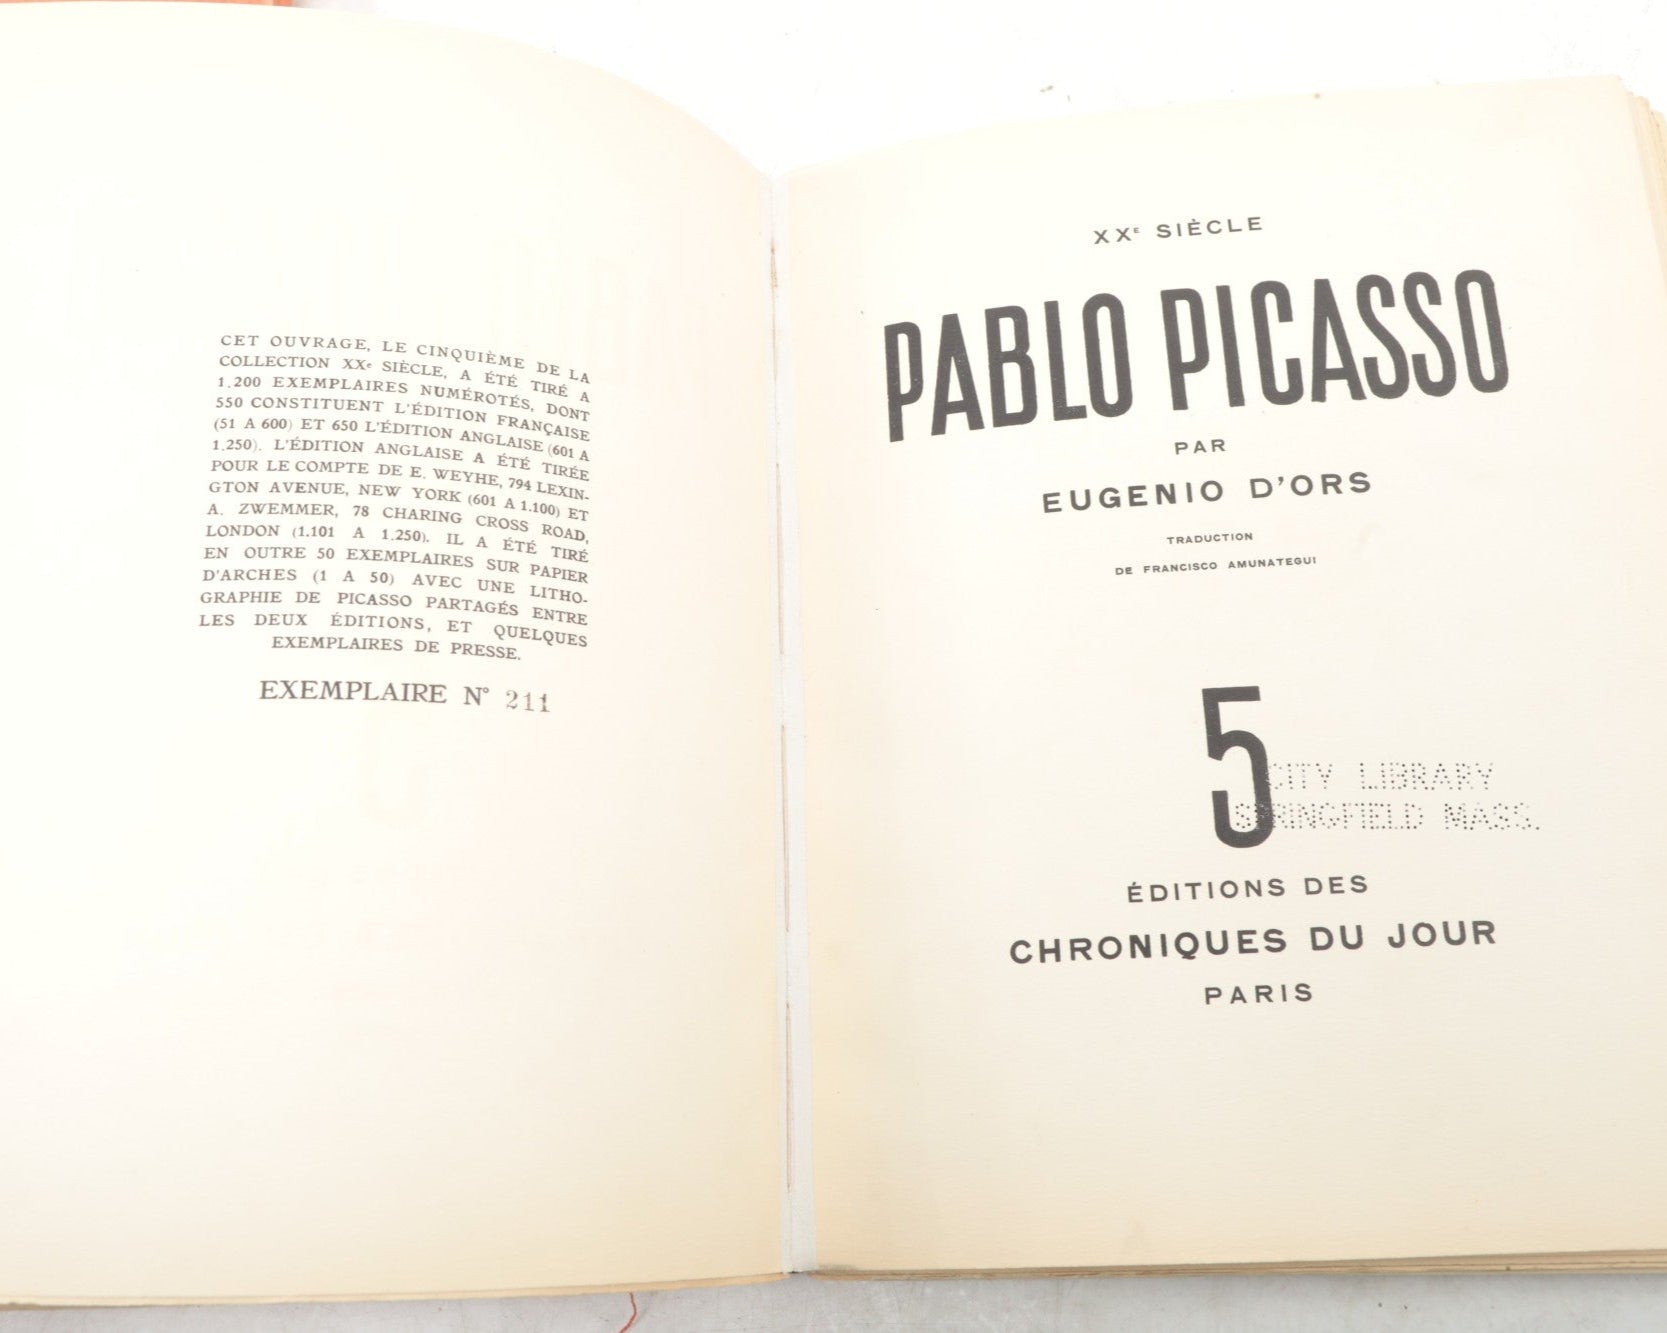 CET OUVRAGE, LE CINQUIÈME DE LA
COLLECTION XXe SIÈCLE, A ÉTÉ TIRÉ A
1.200 EXEMPLAIRES NUMÉROTÉS, DONT
550 CONSTITUENT L'ÉDITION FRANÇAISE
(51 A 600) ET 650 L'ÉDITION ANGLAISE (601 A
1.250). L'ÉDITION ANGLAISE A ÉTÉ TIRÉE
POUR LE COMPTE DE E. WEYHE, 794 LEXIN-
GTON AVENUE, NEW YORK (601 A 1.100) ET
A. ZWEMMER, 78 CHARING CROSS ROAD,
LONDON (1.101 A 1.250). IL A ÉTÉ TIRÉ
EN OUTRE 50 EXEMPLAIRES SUR PAPIER
D'ARCHES (1 A 50) AVEC UNE LITHO-
GRAPHIE DE PICASSO PARTAGÉS ENTRE
LES DEUX ÉDITIONS, ET QUELQUES
EXEMPLAIRES DE PRESSE.
EXEMPLAIRE N° 211
XXE SIÈCLE
PABLO PICASSO
PAR
EUGENIO D'ORS
TRADUCTION
DE FRANCISCO AMUNATEGUI
5
CITY LIBRARY
SPRINGFIELD MASS.
ÉDITIONS DES
CHRONIQUES DU JOUR
PARIS